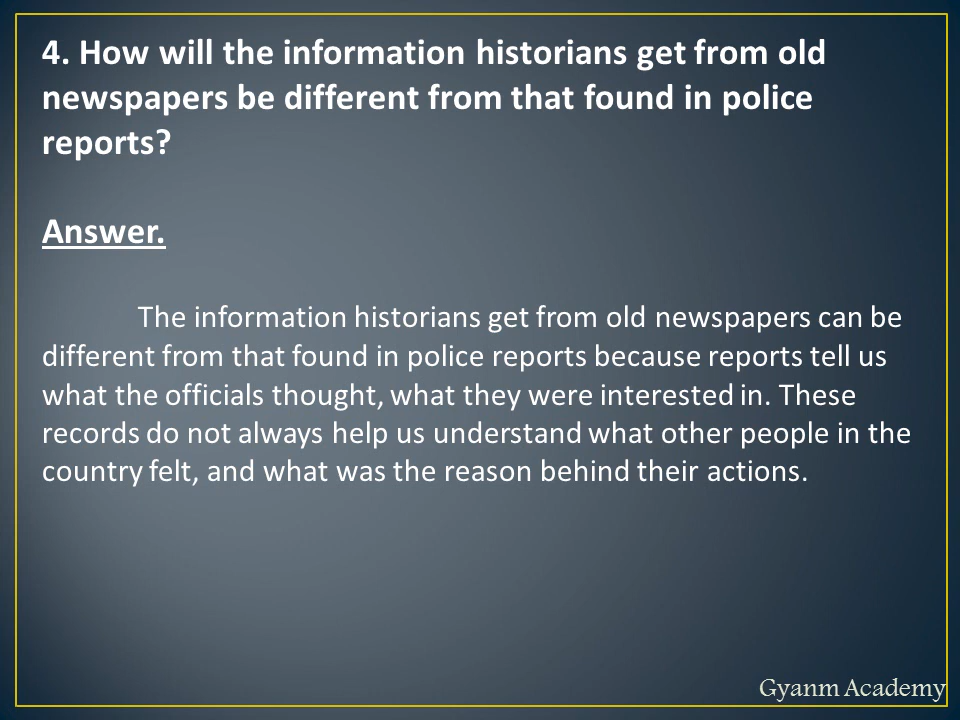 4. How will the information historians get from old
newspapers be different from that found in police
reports?
Answer.
The information historians get from old newspapers can be
different from that found in police reports because reports tell us
what the officials thought, what they were interested in. These
records do not always help us understand what other people in the
country felt, and what was the reason behind their actions.
Gyanm Academy